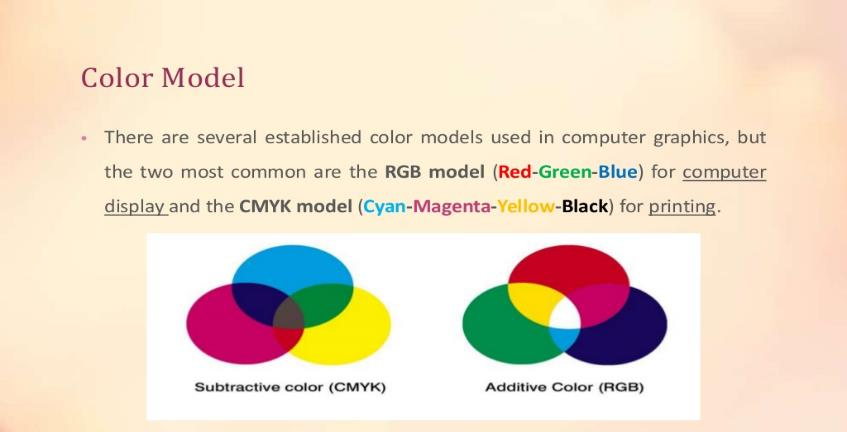 Color Model
• There are several established color models used in computer graphics, but
the two most common are the RGB model (Red-Green-Blue) for computer
display and the CMYK model (Cyan-Magenta-Yellow-Black) for printing.
Subtractive color (CMYK)
Additive Color (RGB)